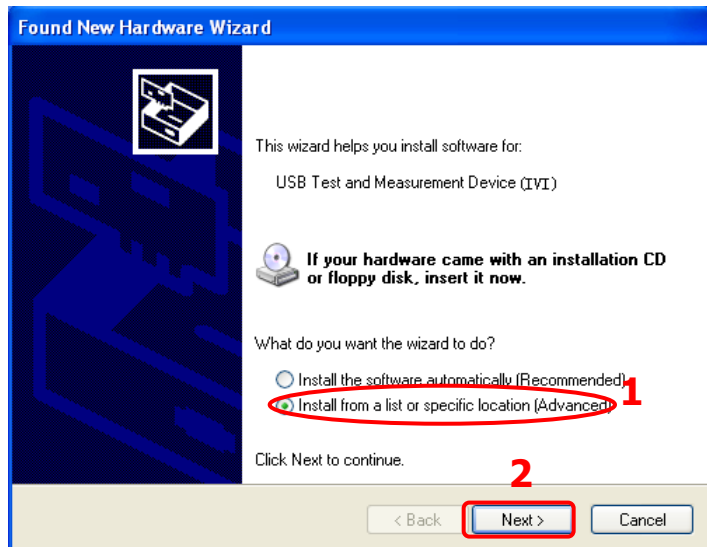 Found New Hardware Wizard
This wizard helps you install software for:
USB Test and Measurement Device (IVI)
If your hardware came with an installation CD
or floppy disk, insert it now.
What do you want the wizard to do?
Install the software automatically (Recommended)
1
Install from a list or specific location (Advanced)
Click Next to continue.
2
< Back
Next >
Cancel